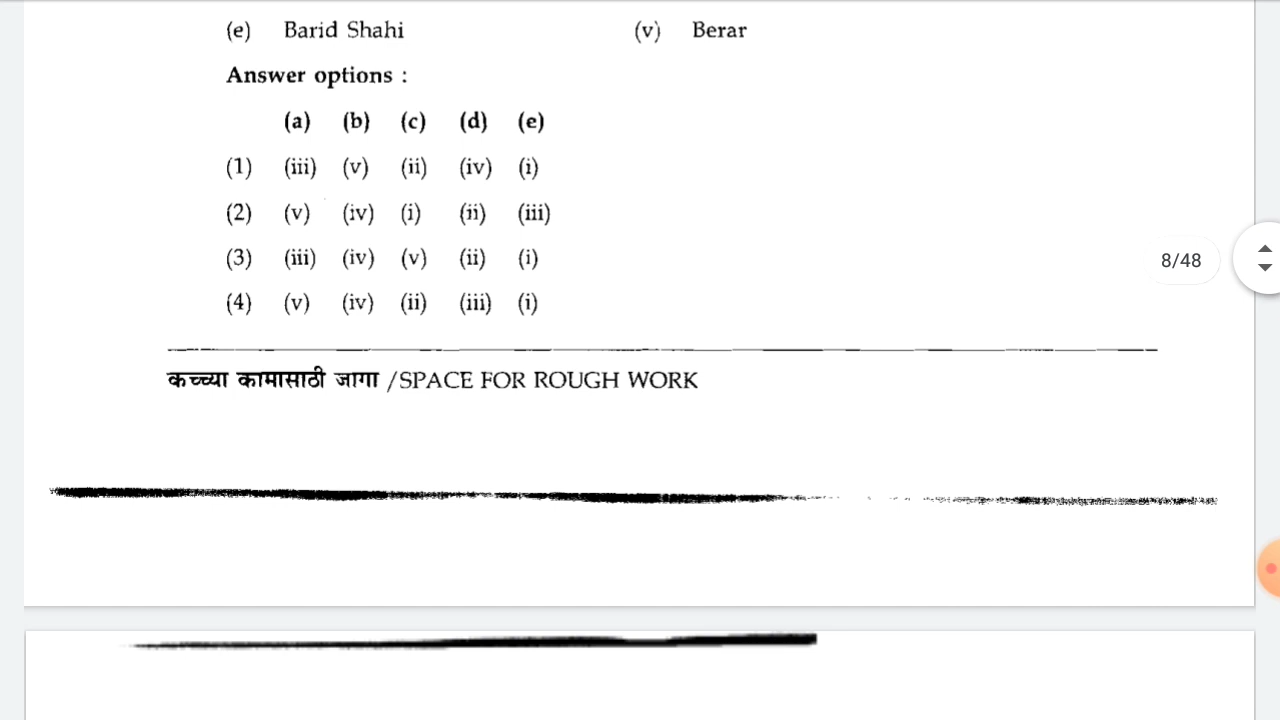 (e) Barid Shahi (v) Berar
Answer options :
(a) (b) (c) (d) (e)
(1) (iii) (v) (ii) (iv) (i)
(2) (v) (iv) (i) (ii) (iii)
(3) (iii) (iv) (v) (ii) (i)
(4) (v) (iv) (ii) (iii) (i)
8/48
कच्च्या कामासाठी जागा /SPACE FOR ROUGH WORK